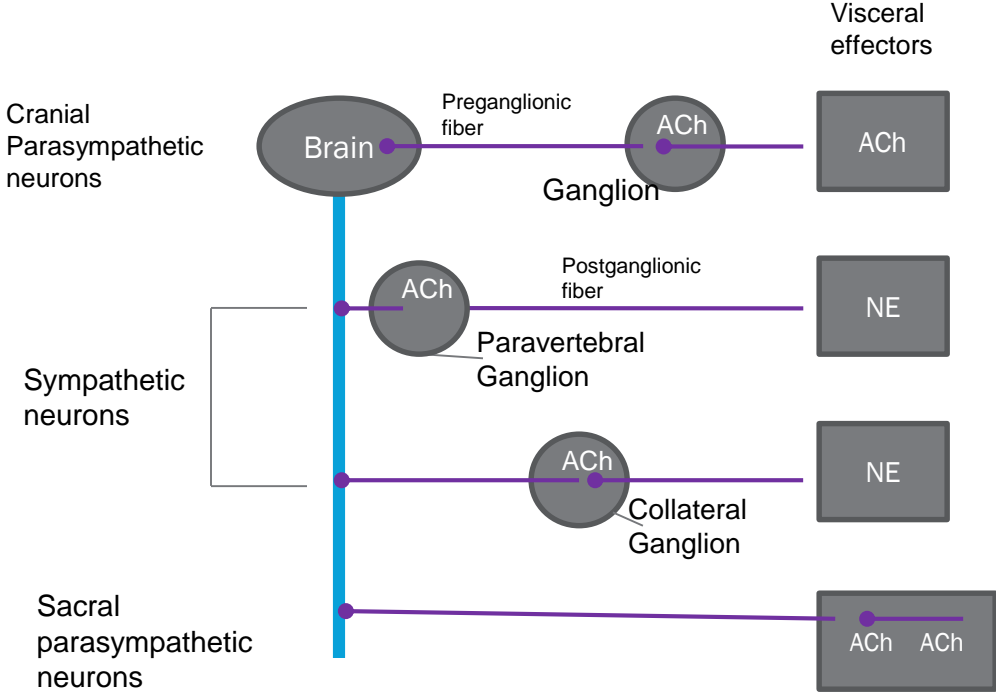 Visceral
effectors
Cranial
Parasympathetic
neurons
Brain
Preganglionic
fiber
ACh
Ganglion
ACh
ACh
Postganglionic
fiber
NE
Paravertebral
Ganglion
Sympathetic
neurons
ACh
NE
Collateral
Ganglion
Sacral
parasympathetic
neurons
ACh ACh